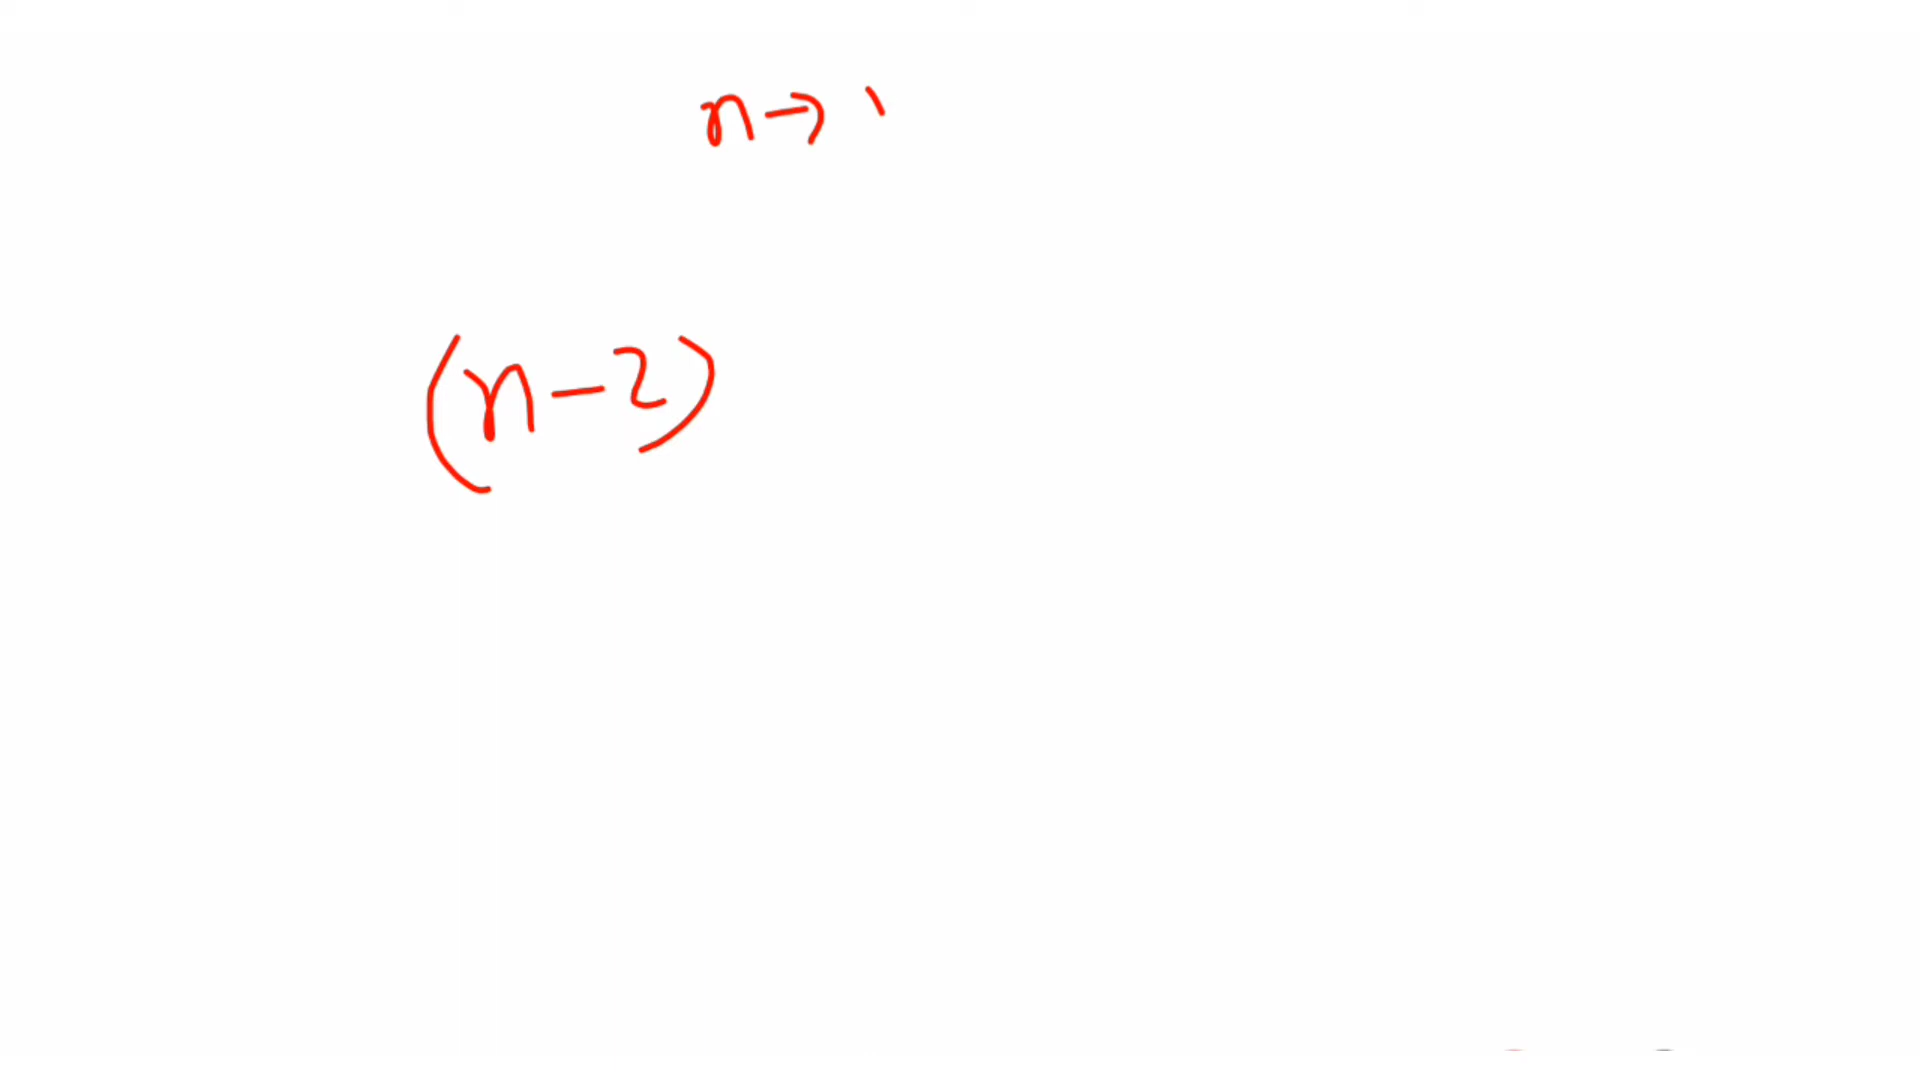 n →
(n - 2)